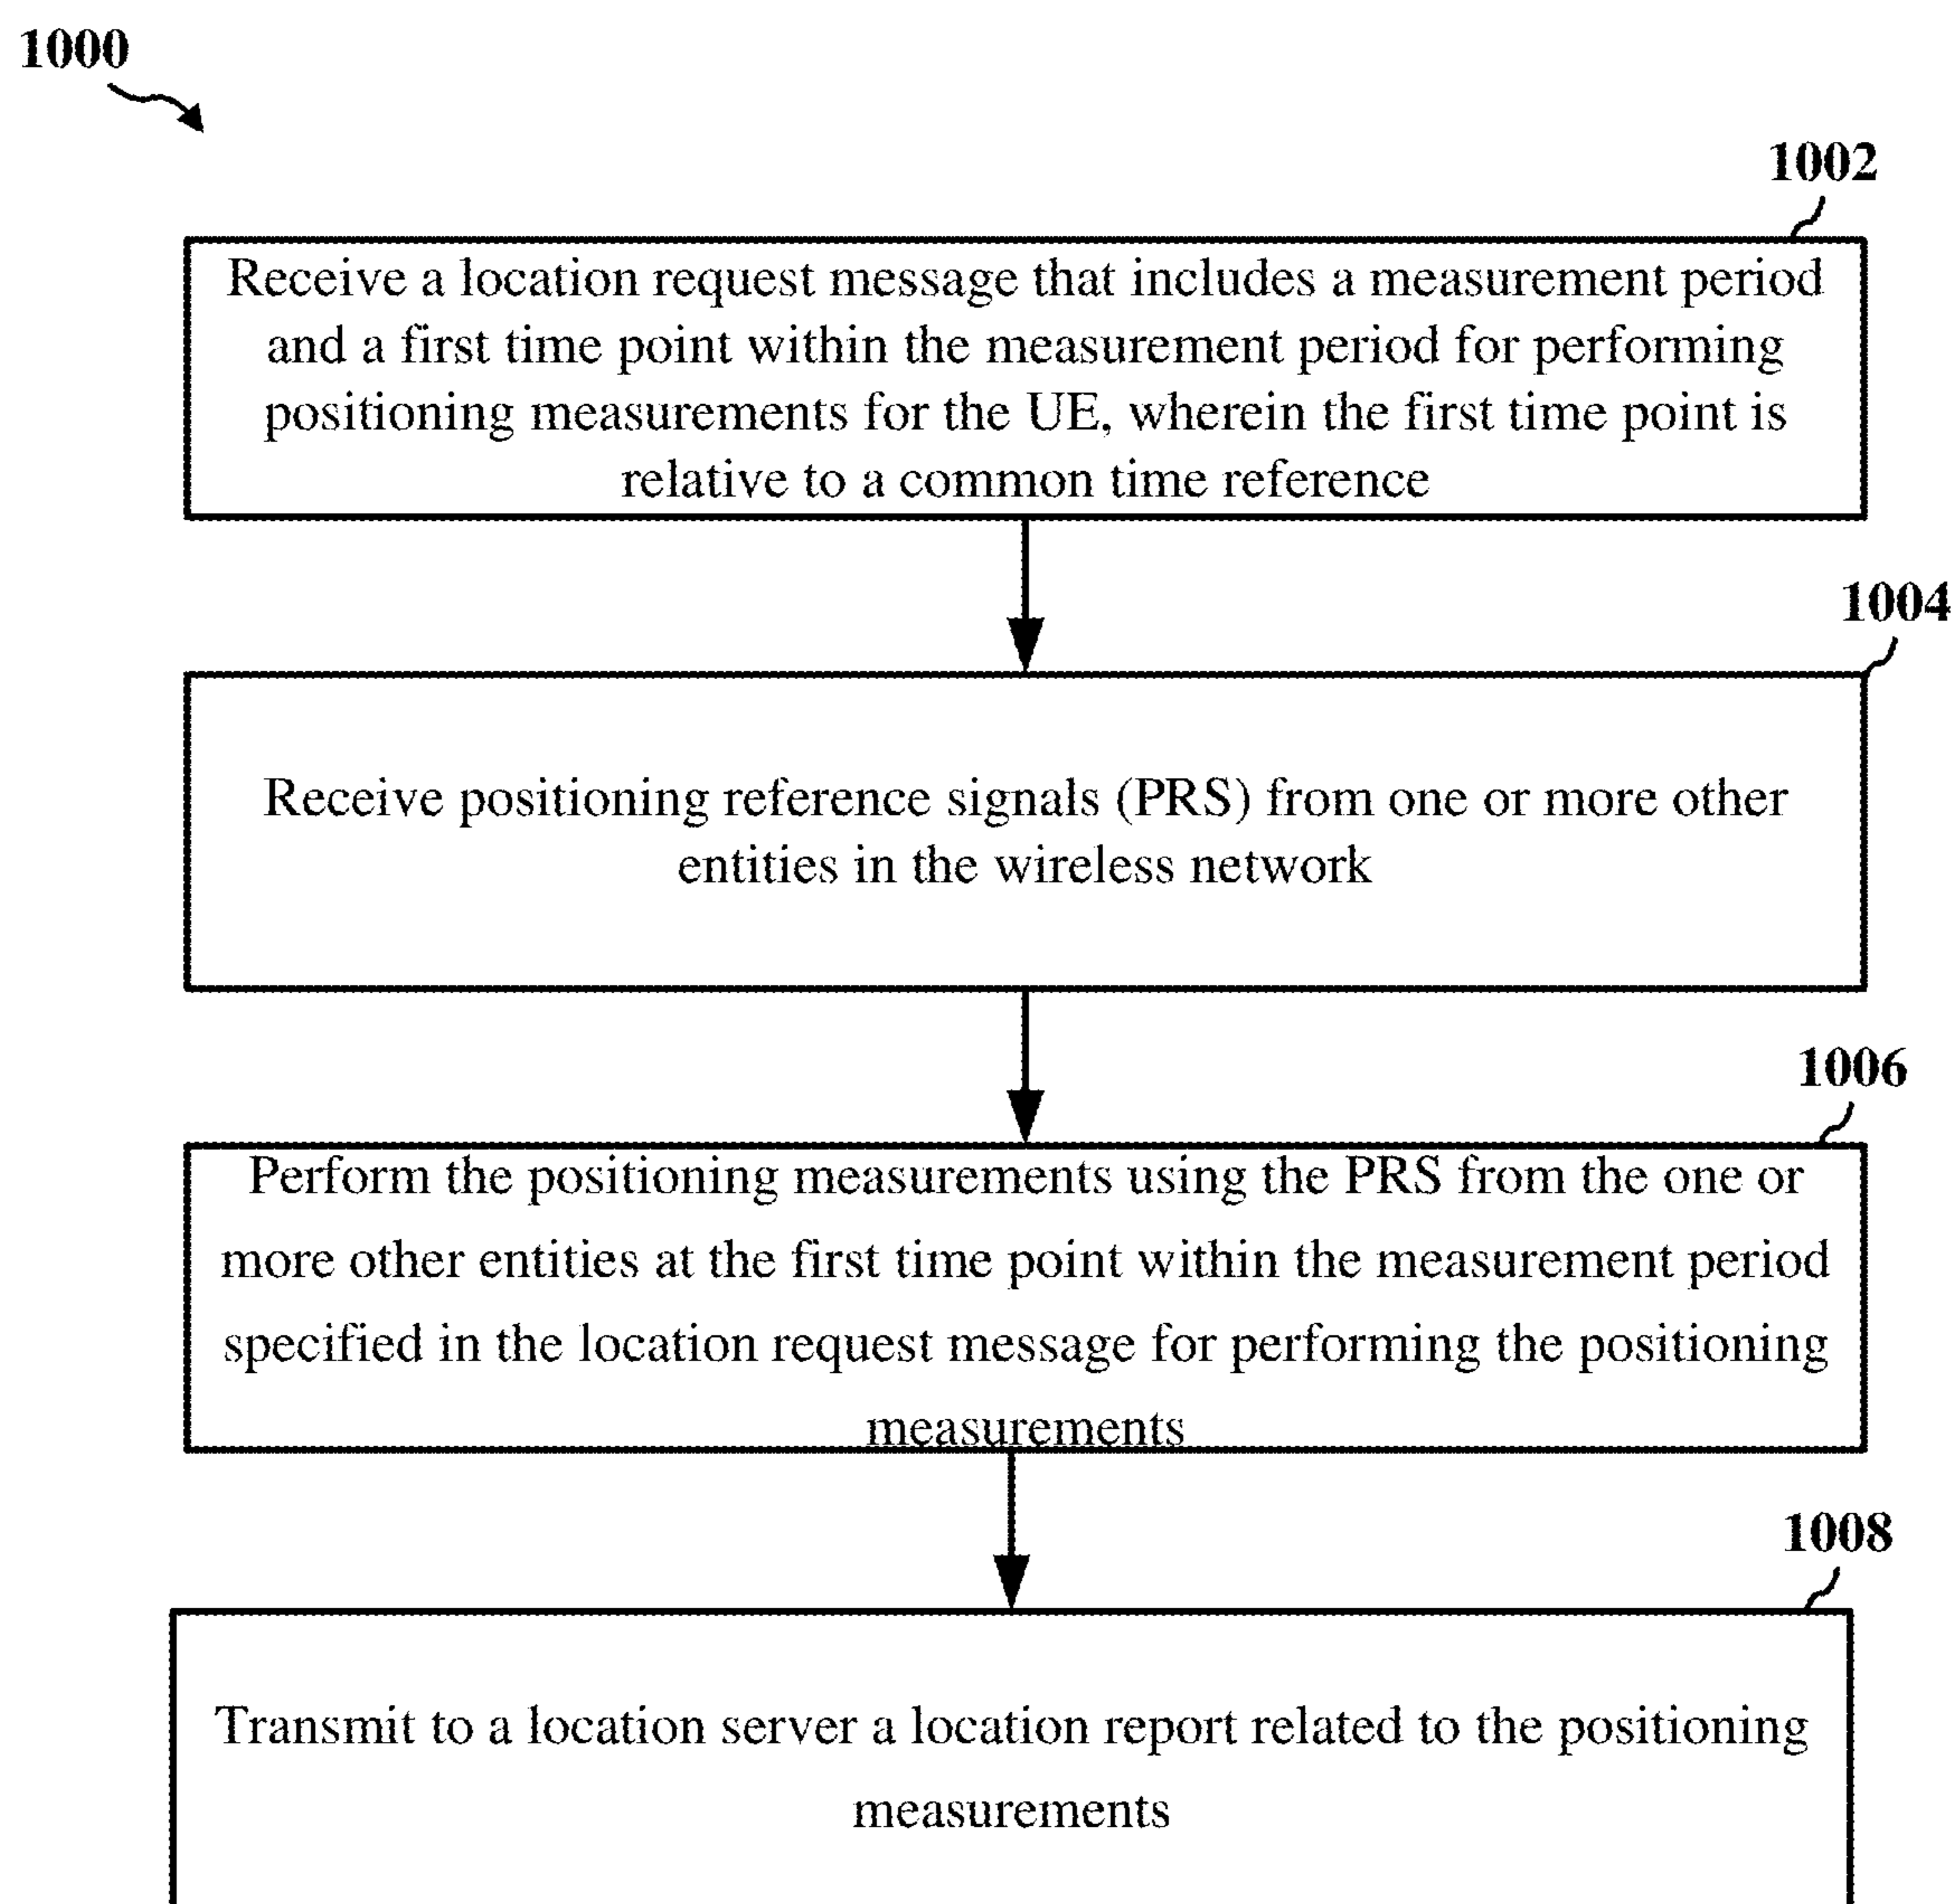 1000
1002
Receive a location request message that includes a measurement period
and a first time point within the measurement period for performing
positioning measurements for the UE, wherein the first time point is
relative to a common time reference
1004
Receive positioning reference signals (PRS) from one or more other
entities in the wireless network
1006
Perform the positioning measurements using the PRS from the one or
more other entities at the first time point within the measurement period
specified in the location request message for performing the positioning
measurements
1008
Transmit to a location server a location report related to the positioning
measurements